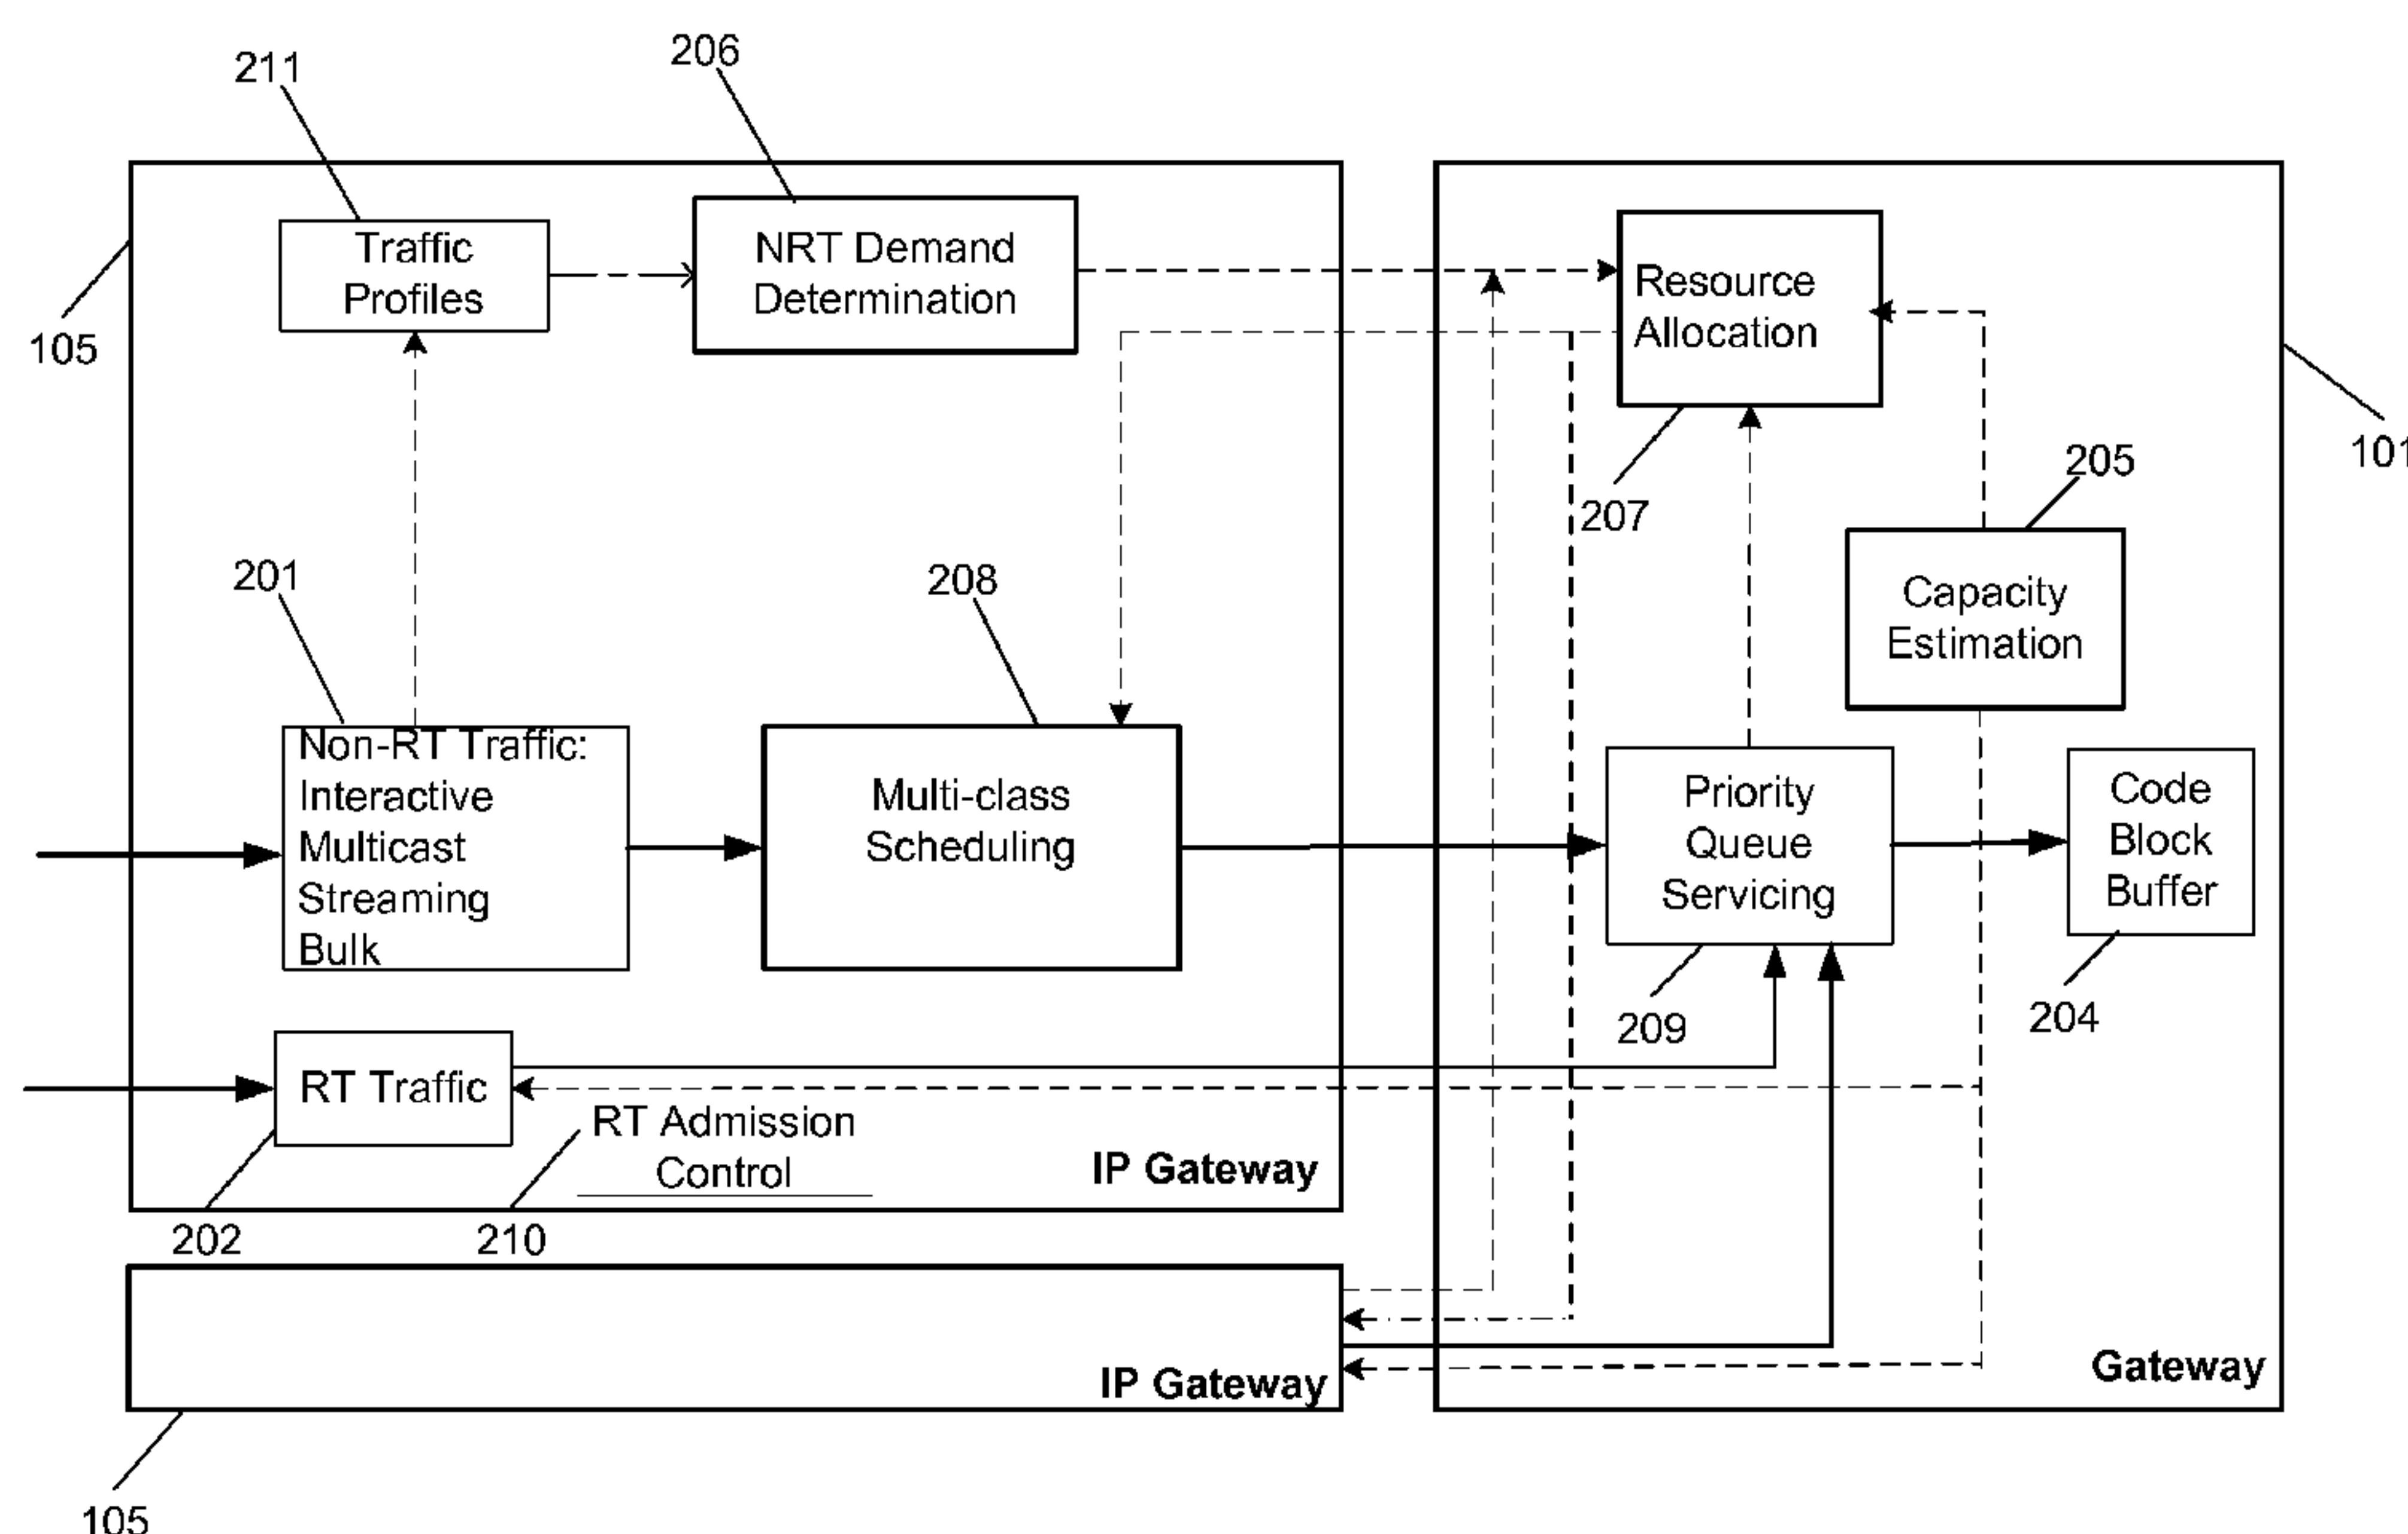 206
211
Traffic
Profiles
NRT Demand
Determination
Resource
Allocation
105
101
205
207
Capacity
Estimation
201
208
Non-RT Traffic:
Interactive
Multicast
Streaming
Bulk
Multi-class
Scheduling
Priority
Queue
Servicing
Code
Block
Buffer
209
204
RT Traffic
RT Admission
Control
IP Gateway
202
210
IP Gateway
Gateway
105